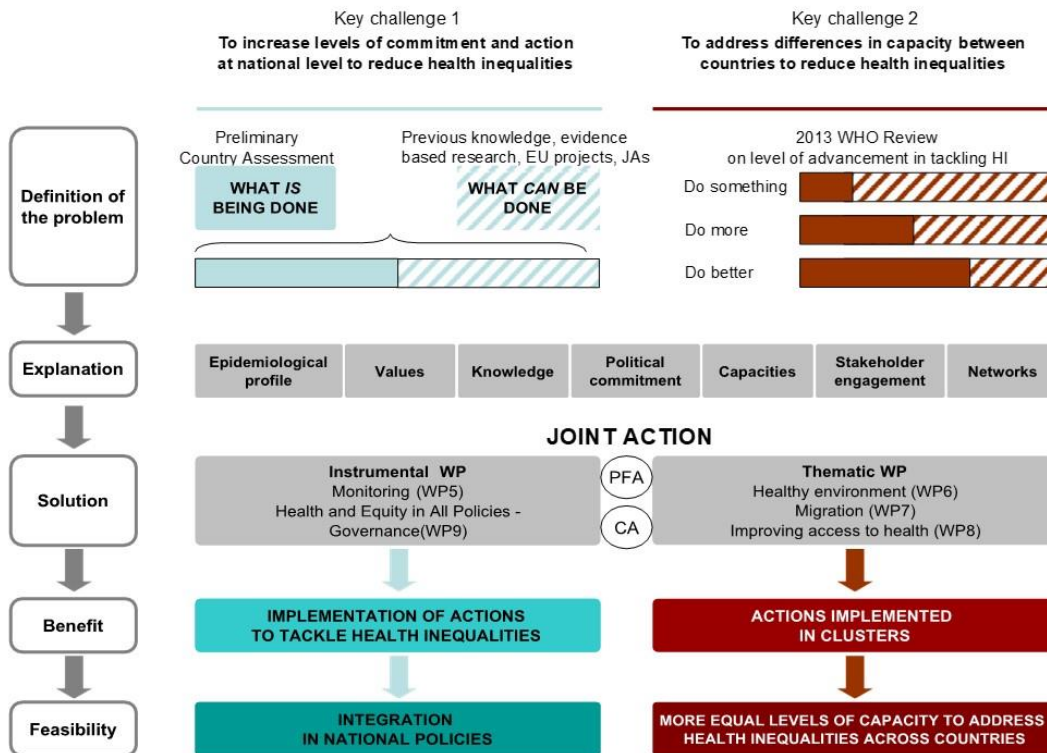 Key challenge 1
To increase levels of commitment and action
at national level to reduce health inequalities
Key challenge 2
To address differences in capacity between
countries to reduce health inequalities
Definition of
the problem
Preliminary
Country Assessment
WHAT IS
BEING DONE
Previous knowledge, evidence
based research, EU projects, JAs
WHAT CAN BE
DONE
2013 WHO Review
on level of advancement in tackling HI
Do something
Do more
Do better
Explanation
Epidemiological
profile
Values
Knowledge
Political
commitment
Capacities
Stakeholder
engagement
Networks
JOINT ACTION
Solution
Instrumental WP
Monitoring (WP5)
Health and Equity in All Policies -
Governance(WP9)
PFA
CA
Thematic WP
Healthy environment (WP6)
Migration (WP7)
Improving access to health (WP8)
Benefit
IMPLEMENTATION OF ACTIONS
TO TACKLE HEALTH INEQUALITIES
ACTIONS IMPLEMENTED
IN CLUSTERS
Feasibility
INTEGRATION
IN NATIONAL POLICIES
MORE EQUAL LEVELS OF CAPACITY TO ADDRESS
HEALTH INEQUALITIES ACROSS COUNTRIES